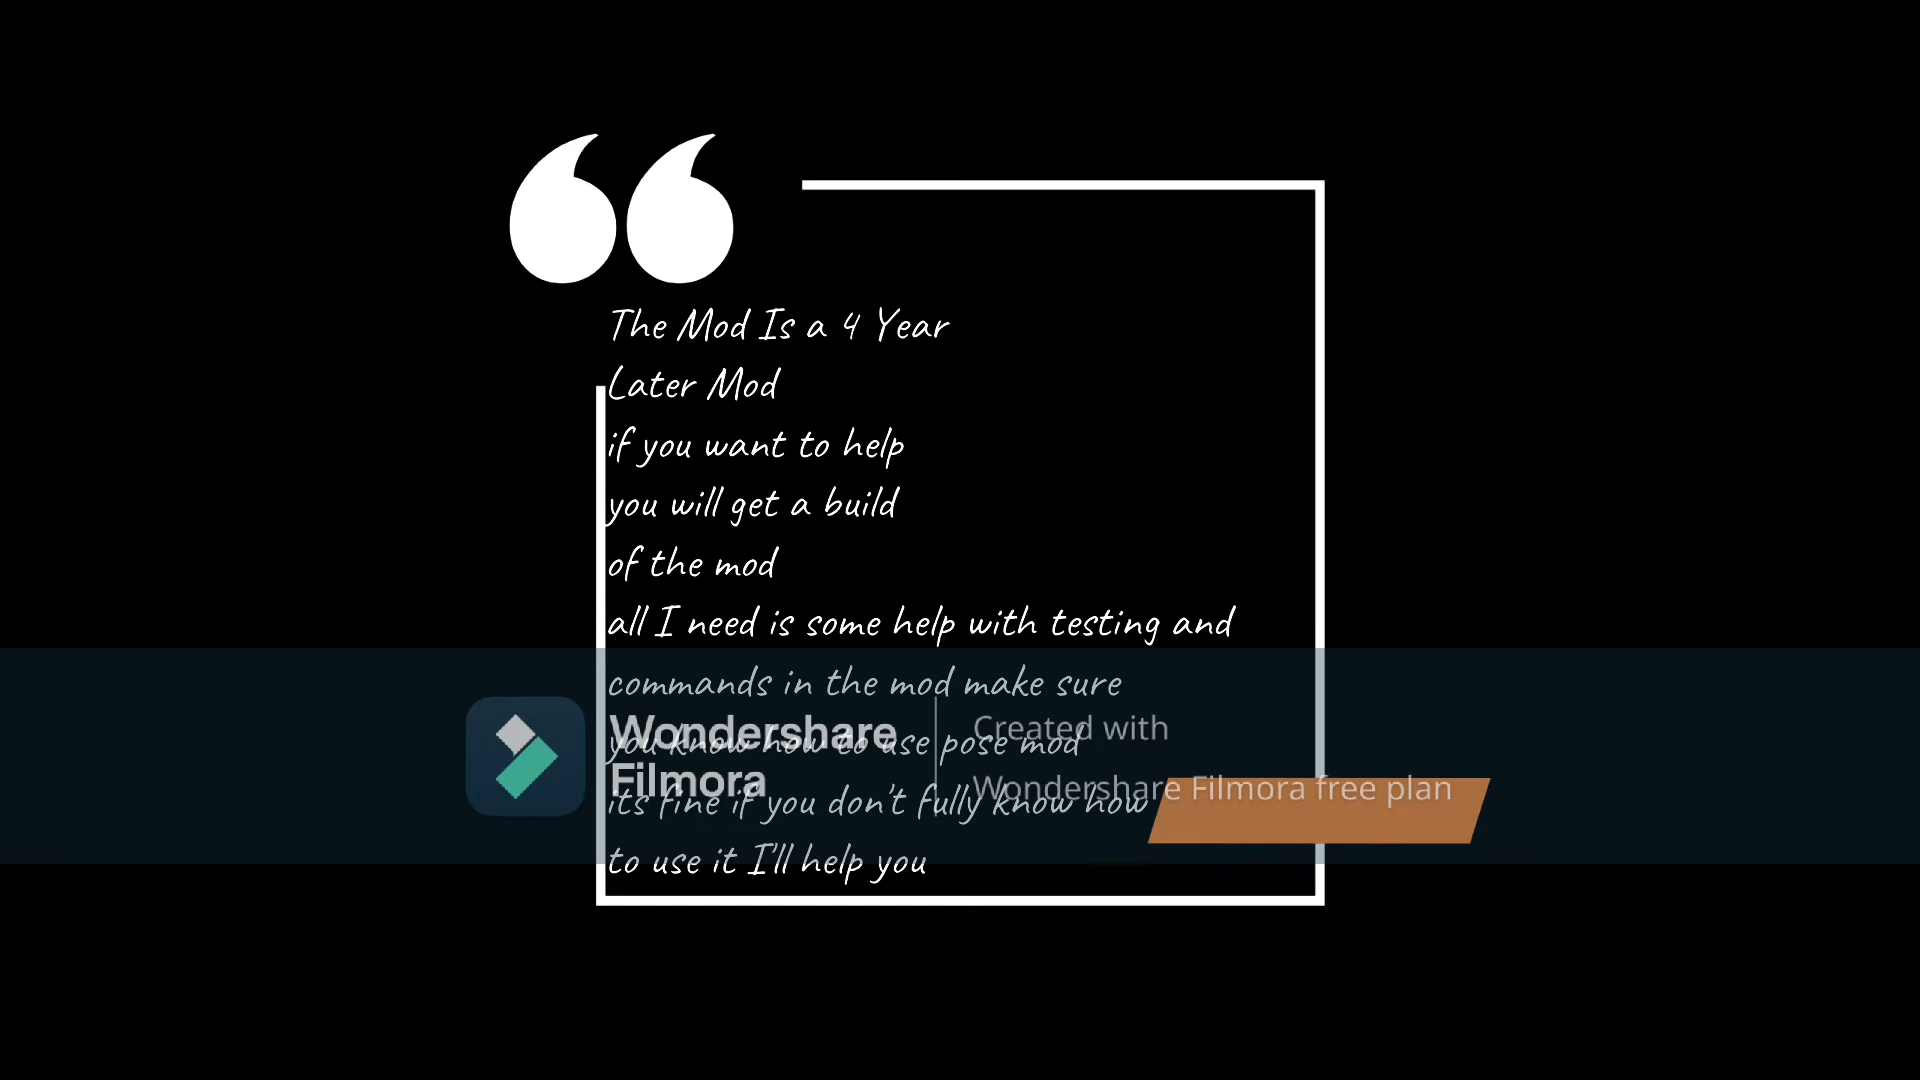 The Mod Is a 4 Year
Later Mod
if you want to help
you will get a build
of the mod
all I need is some help with testing and
commands in the mod make sure
you know how to use pose mod
its fine if you don't fully know how
to use it I'll help you
Wondershare
Filmora
Created with
Wondershare Filmora free plan